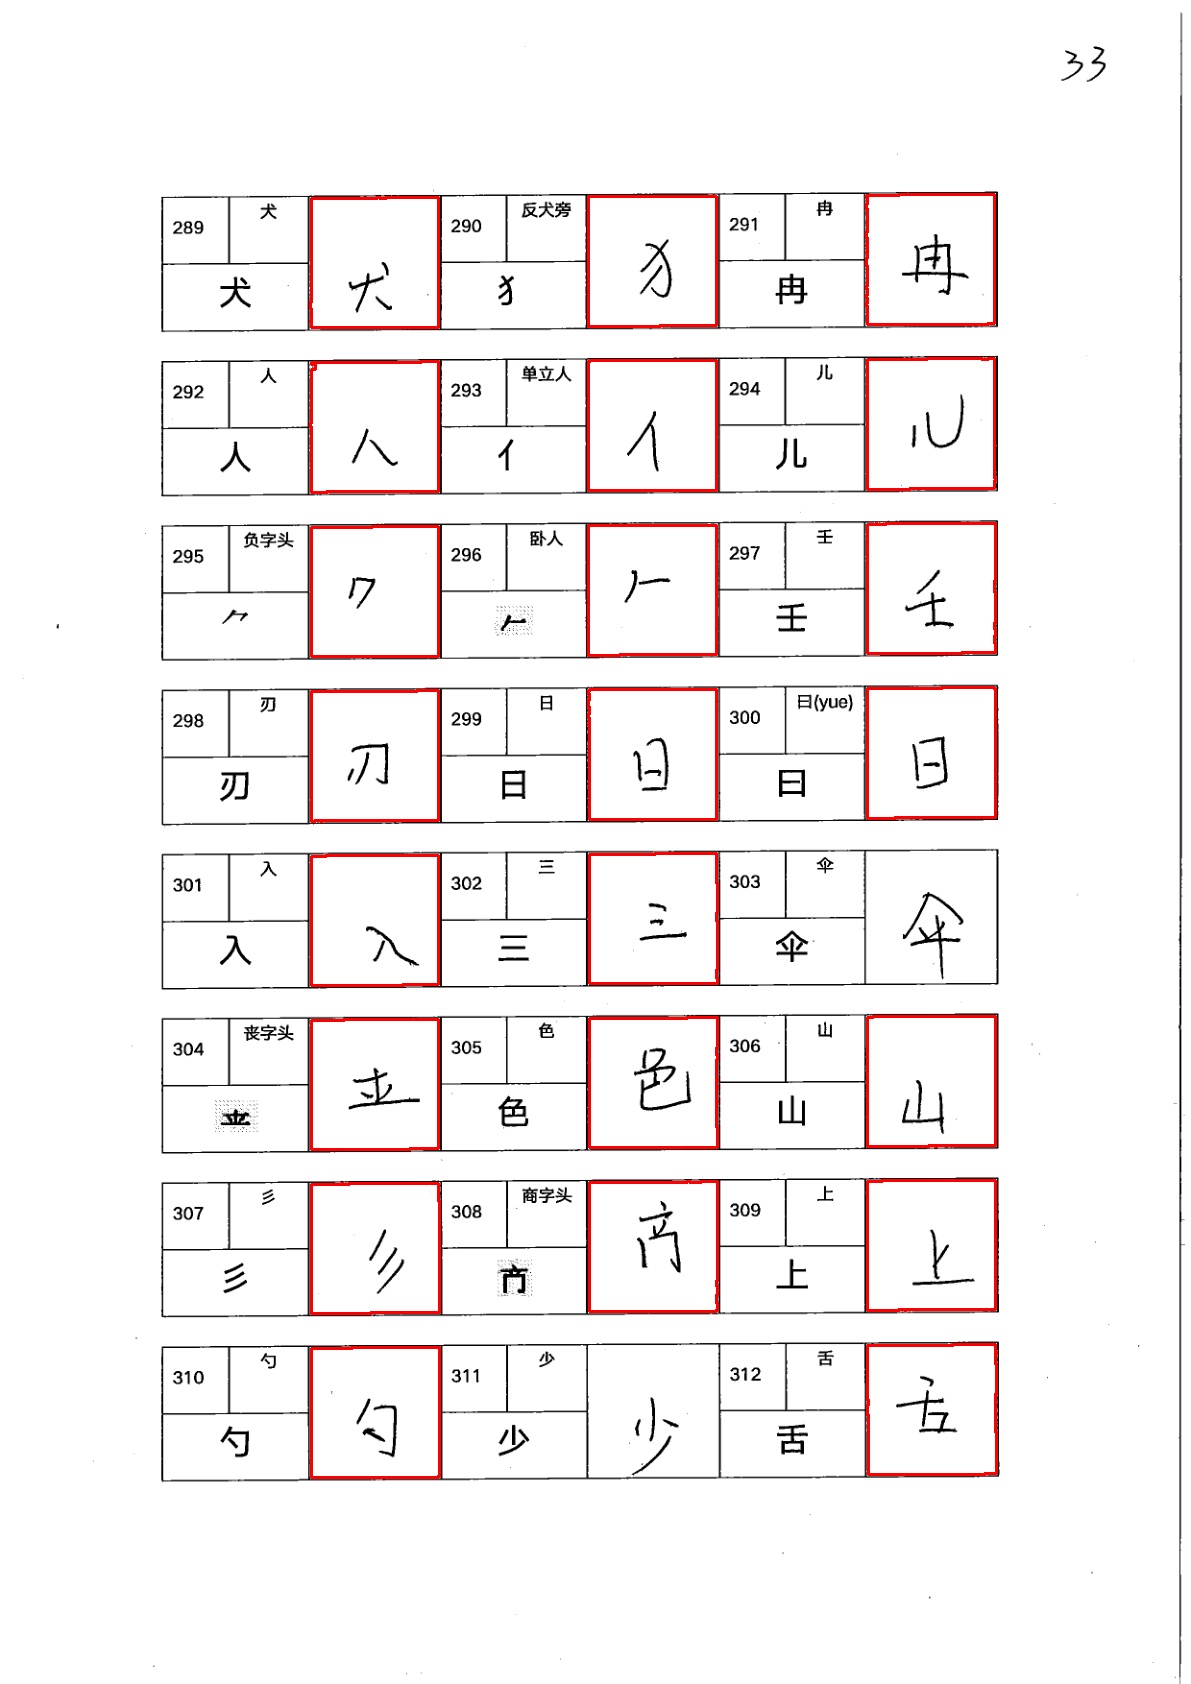 33
289 犬 犬 犬 290 反犬旁 犭 犭 291 冉 冉 冉
292 人 人 人 293 单立人 亻 亻 294 儿 儿 儿
295 负字头 ⺈ ⺈ 296 卧人 𠂉 𠂉 297 壬 壬 壬
298 刃 刃 刃 299 日 日 日 300 曰(yue) 曰 曰
301 入 入 入 302 三 三 三 303 伞 伞 伞
304 丧字头 305 色 色 色 306 山 山 山
307 彡 彡 彡 308 商字头 309 上 上 上
310 勺 勺 勺 311 少 少 少 312 舌 舌